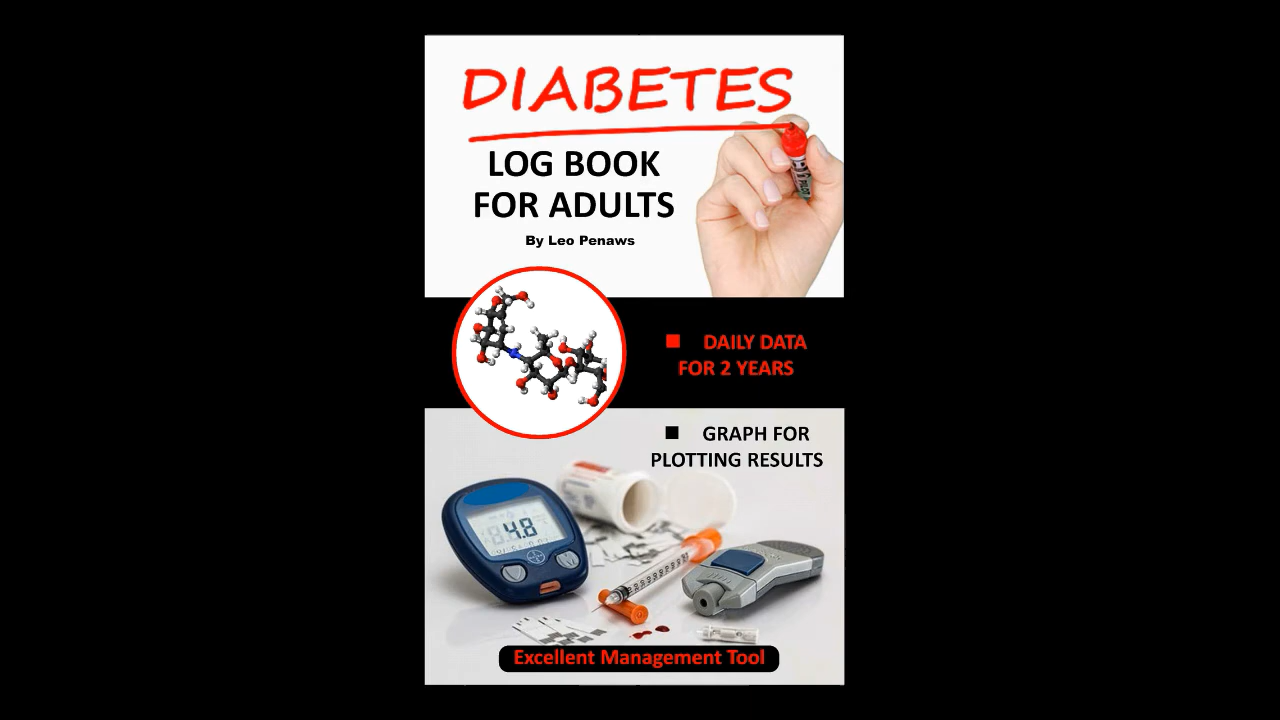 DIABETES
LOG BOOK
FOR ADULTS
By Leo Penaws
■ DAILY DATA
FOR 2 YEARS
■ GRAPH FOR
PLOTTING RESULTS
4.8
Excellent Management Tool